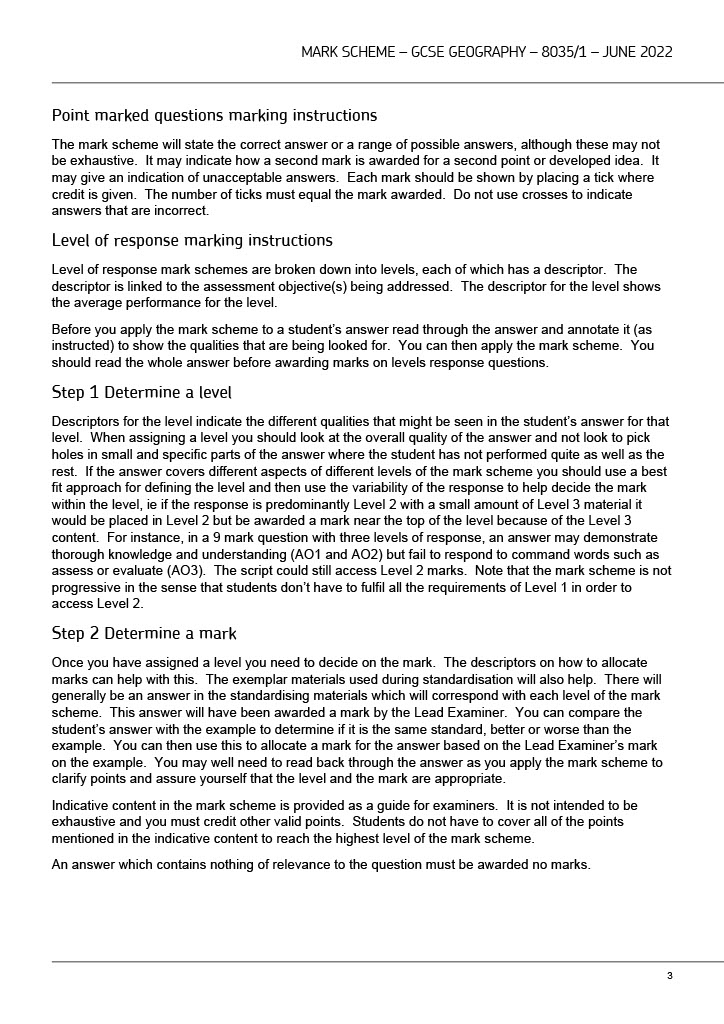 MARK SCHEME – GCSE GEOGRAPHY – 8035/1 – JUNE 2022
Point marked questions marking instructions
The mark scheme will state the correct answer or a range of possible answers, although these may not
be exhaustive.  It may indicate how a second mark is awarded for a second point or developed idea.  It
may give an indication of unacceptable answers.  Each mark should be shown by placing a tick where
credit is given.  The number of ticks must equal the mark awarded.  Do not use crosses to indicate
answers that are incorrect.
Level of response marking instructions
Level of response mark schemes are broken down into levels, each of which has a descriptor.  The
descriptor is linked to the assessment objective(s) being addressed.  The descriptor for the level shows
the average performance for the level.
Before you apply the mark scheme to a student’s answer read through the answer and annotate it (as
instructed) to show the qualities that are being looked for.  You can then apply the mark scheme.  You
should read the whole answer before awarding marks on levels response questions.
Step 1 Determine a level
Descriptors for the level indicate the different qualities that might be seen in the student’s answer for that
level.  When assigning a level you should look at the overall quality of the answer and not look to pick
holes in small and specific parts of the answer where the student has not performed quite as well as the
rest.  If the answer covers different aspects of different levels of the mark scheme you should use a best
fit approach for defining the level and then use the variability of the response to help decide the mark
within the level, ie if the response is predominantly Level 2 with a small amount of Level 3 material it
would be placed in Level 2 but be awarded a mark near the top of the level because of the Level 3
content.  For instance, in a 9 mark question with three levels of response, an answer may demonstrate
thorough knowledge and understanding (AO1 and AO2) but fail to respond to command words such as
assess or evaluate (AO3).  The script could still access Level 2 marks.  Note that the mark scheme is not
progressive in the sense that students don’t have to fulfil all the requirements of Level 1 in order to
access Level 2.
Step 2 Determine a mark
Once you have assigned a level you need to decide on the mark.  The descriptors on how to allocate
marks can help with this.  The exemplar materials used during standardisation will also help.  There will
generally be an answer in the standardising materials which will correspond with each level of the mark
scheme.  This answer will have been awarded a mark by the Lead Examiner.  You can compare the
student’s answer with the example to determine if it is the same standard, better or worse than the
example.  You can then use this to allocate a mark for the answer based on the Lead Examiner’s mark
on the example.  You may well need to read back through the answer as you apply the mark scheme to
clarify points and assure yourself that the level and the mark are appropriate.
Indicative content in the mark scheme is provided as a guide for examiners.  It is not intended to be
exhaustive and you must credit other valid points.  Students do not have to cover all of the points
mentioned in the indicative content to reach the highest level of the mark scheme.
An answer which contains nothing of relevance to the question must be awarded no marks.
3